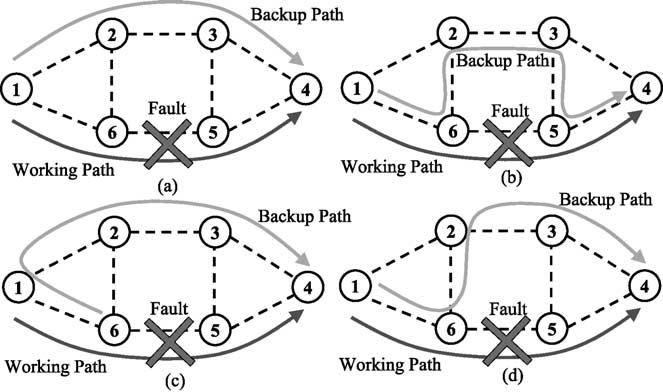 Backup Path
2
3
1
4
Fault
6
5
Working Path
(a)
2
3
Backup Path
1
4
Fault
6
5
Working Path
(b)
Backup Path
2
3
1
4
Fault
6
5
Working Path
(c)
Backup Path
2
3
1
4
Fault
6
5
Working Path
(d)